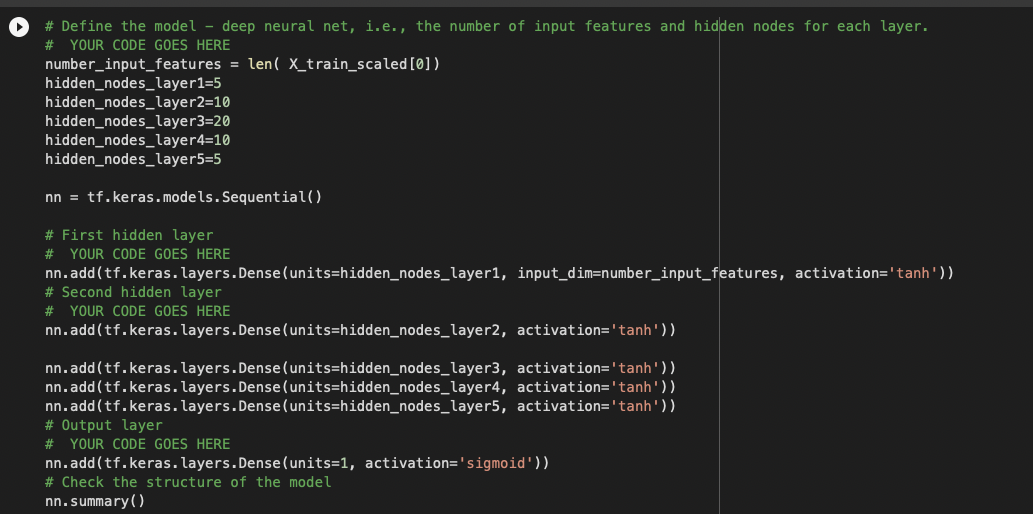 # Define the model – deep neural net, i.e., the number of input features and hidden nodes for each layer.
#  YOUR CODE GOES HERE
number_input_features = len( X_train_scaled[0])
hidden_nodes_layer1=5
hidden_nodes_layer2=10
hidden_nodes_layer3=20
hidden_nodes_layer4=10
hidden_nodes_layer5=5
nn = tf.keras.models.Sequential()
# First hidden layer
#  YOUR CODE GOES HERE
nn.add(tf.keras.layers.Dense(units=hidden_nodes_layer1, input_dim=number_input_features, activation='tanh'))
# Second hidden layer
#  YOUR CODE GOES HERE
nn.add(tf.keras.layers.Dense(units=hidden_nodes_layer2, activation='tanh'))
nn.add(tf.keras.layers.Dense(units=hidden_nodes_layer3, activation='tanh'))
nn.add(tf.keras.layers.Dense(units=hidden_nodes_layer4, activation='tanh'))
nn.add(tf.keras.layers.Dense(units=hidden_nodes_layer5, activation='tanh'))
# Output layer
#  YOUR CODE GOES HERE
nn.add(tf.keras.layers.Dense(units=1, activation='sigmoid'))
# Check the structure of the model
nn.summary()